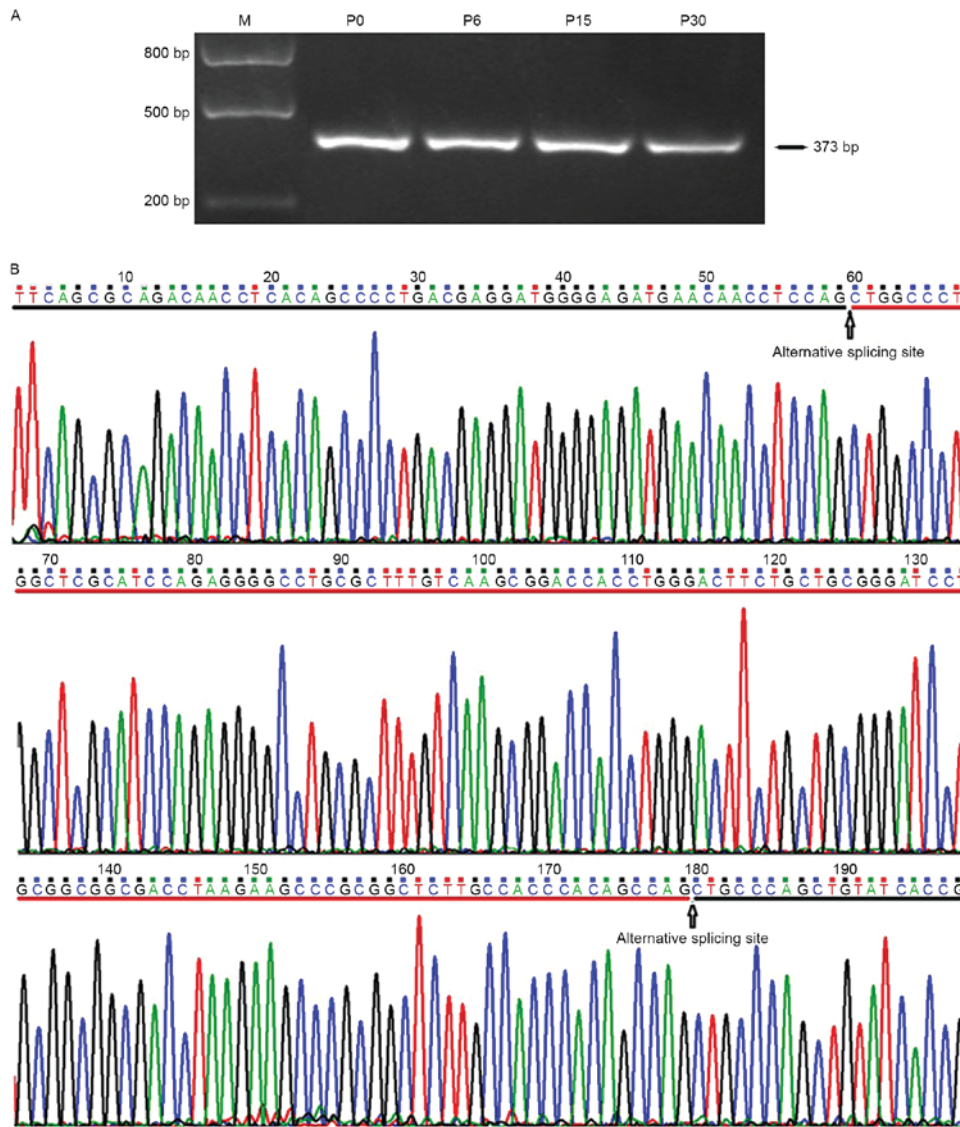 A
M P0 P6 P15 P30
800 bp
500 bp
373 bp
200 bp
B
10 20 30 40 50 60
TTCAGCGCAGACAACCTCACAGCCCCTGACGAGGATGGGGAGATGAACAACCTCCAGCTGGCCCT
Alternative splicing site
70 80 90 100 110 120 130
GGCTCGCATCCAGAGGGGCCTGCGCTTTGTCAAGCGGACCACCTGGGACTTCTGCTGCGGGATCCT
140 150 160 170 180 190
GCGGCGGCGACCTAAGAAGCCCGCGGCTCTTGCCACCCACAGCCAGCTGCCCAGCTGTATCACCG
Alternative splicing site